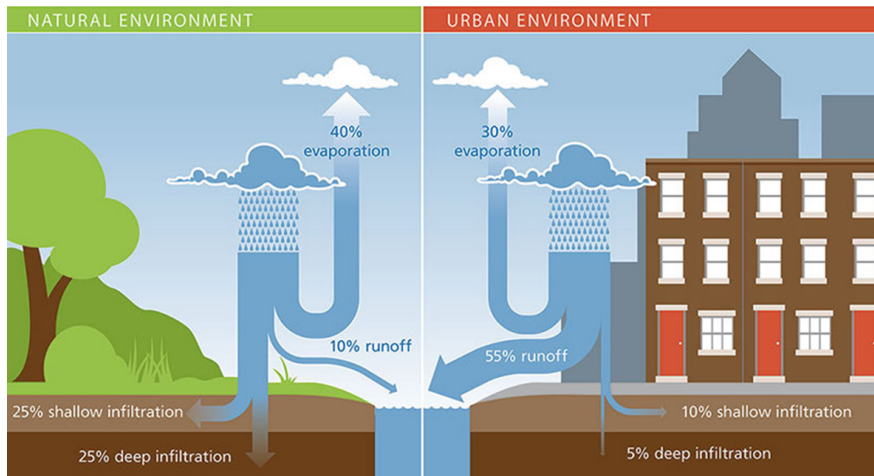 NATURAL ENVIRONMENT
URBAN ENVIRONMENT
40%
evaporation
30%
evaporation
10% runoff
55% runoff
25% shallow infiltration
10% shallow infiltration
25% deep infiltration
5% deep infiltration